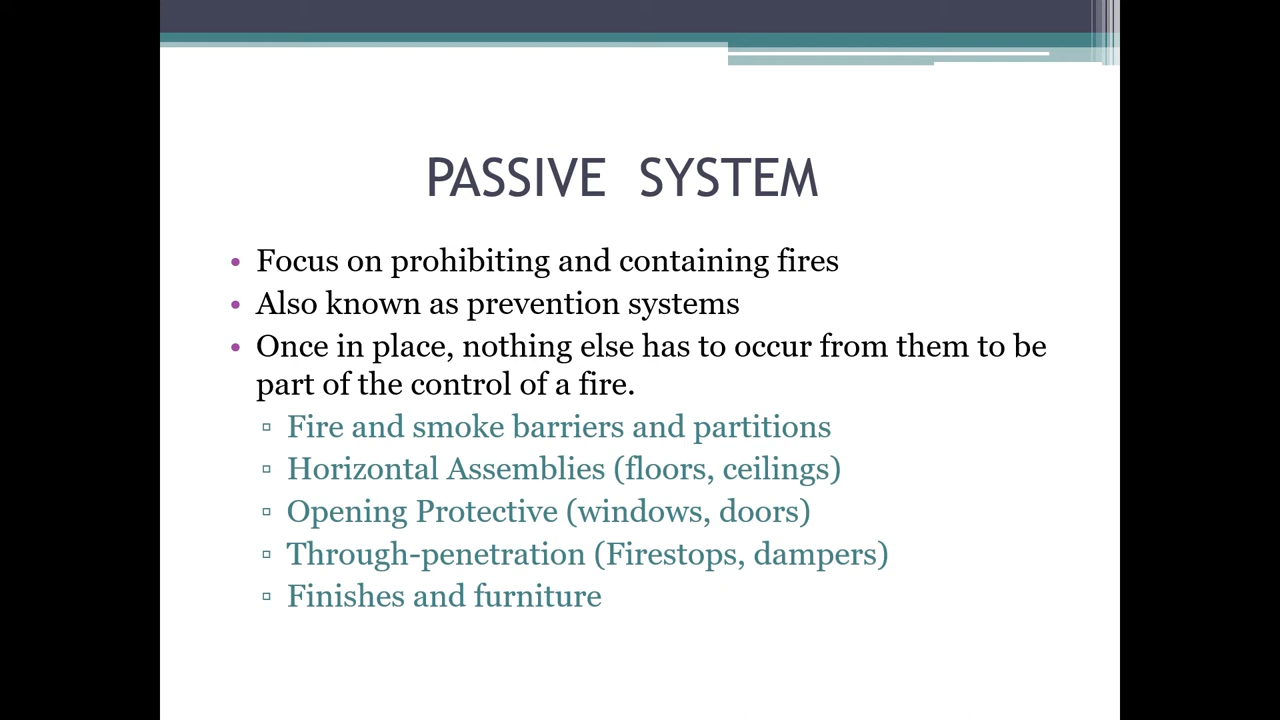 PASSIVE SYSTEM
• Focus on prohibiting and containing fires
• Also known as prevention systems
• Once in place, nothing else has to occur from them to be
part of the control of a fire.
▫ Fire and smoke barriers and partitions
▫ Horizontal Assemblies (floors, ceilings)
▫ Opening Protective (windows, doors)
▫ Through-penetration (Firestops, dampers)
▫ Finishes and furniture